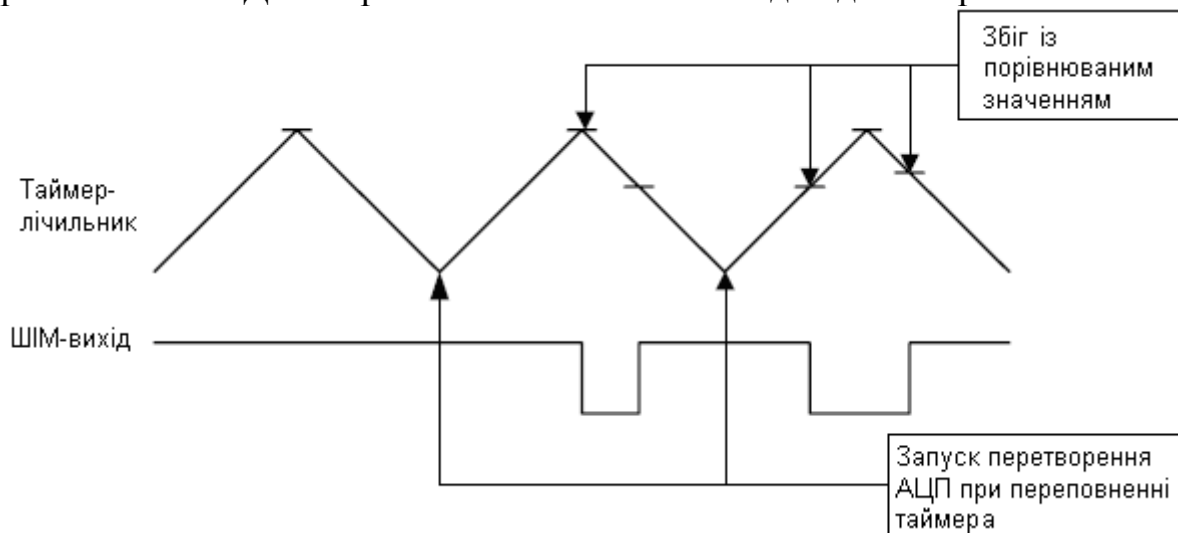 Збіг із
порівнюваним
значенням
Таймер-
лічильник
ШІМ-вихід
Запуск перетворення
АЦП при переповненні
таймера